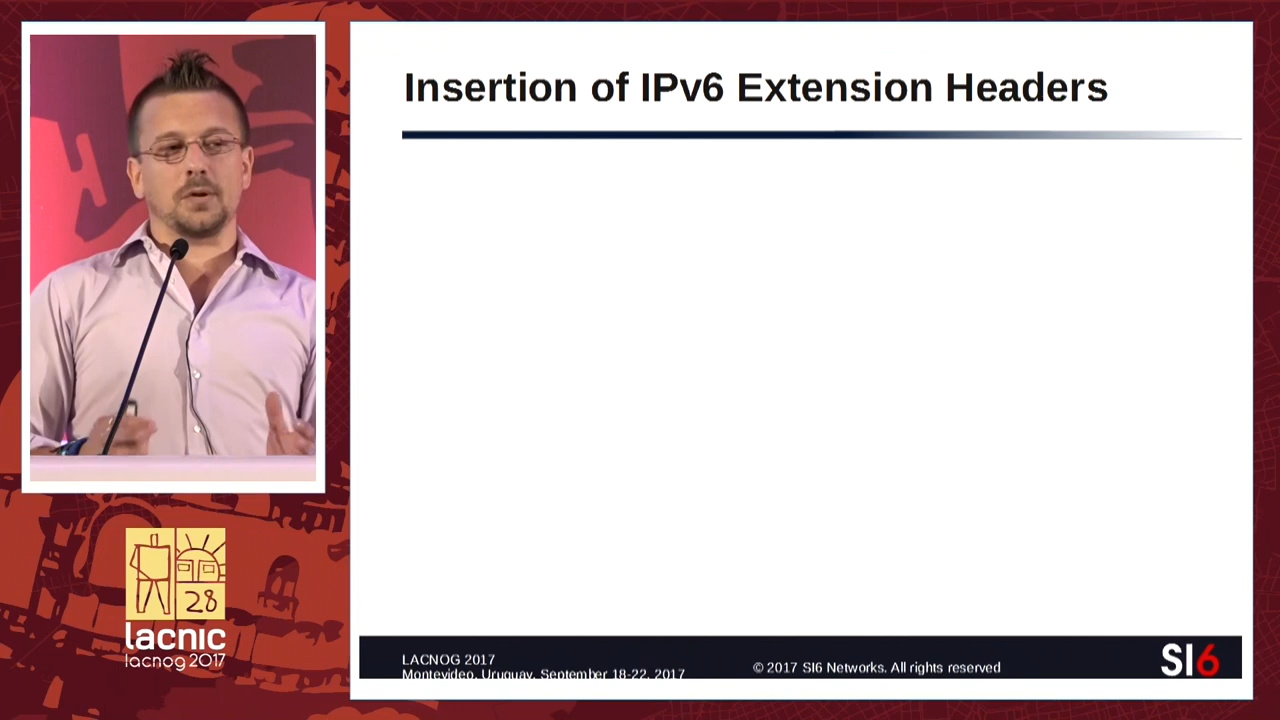 Insertion of IPv6 Extension Headers
28
lacnic
lacnog 2017
LACNOG 2017
Montevideo, Uruguay, September 18-22, 2017
© 2017 SI6 Networks. All rights reserved
SI6